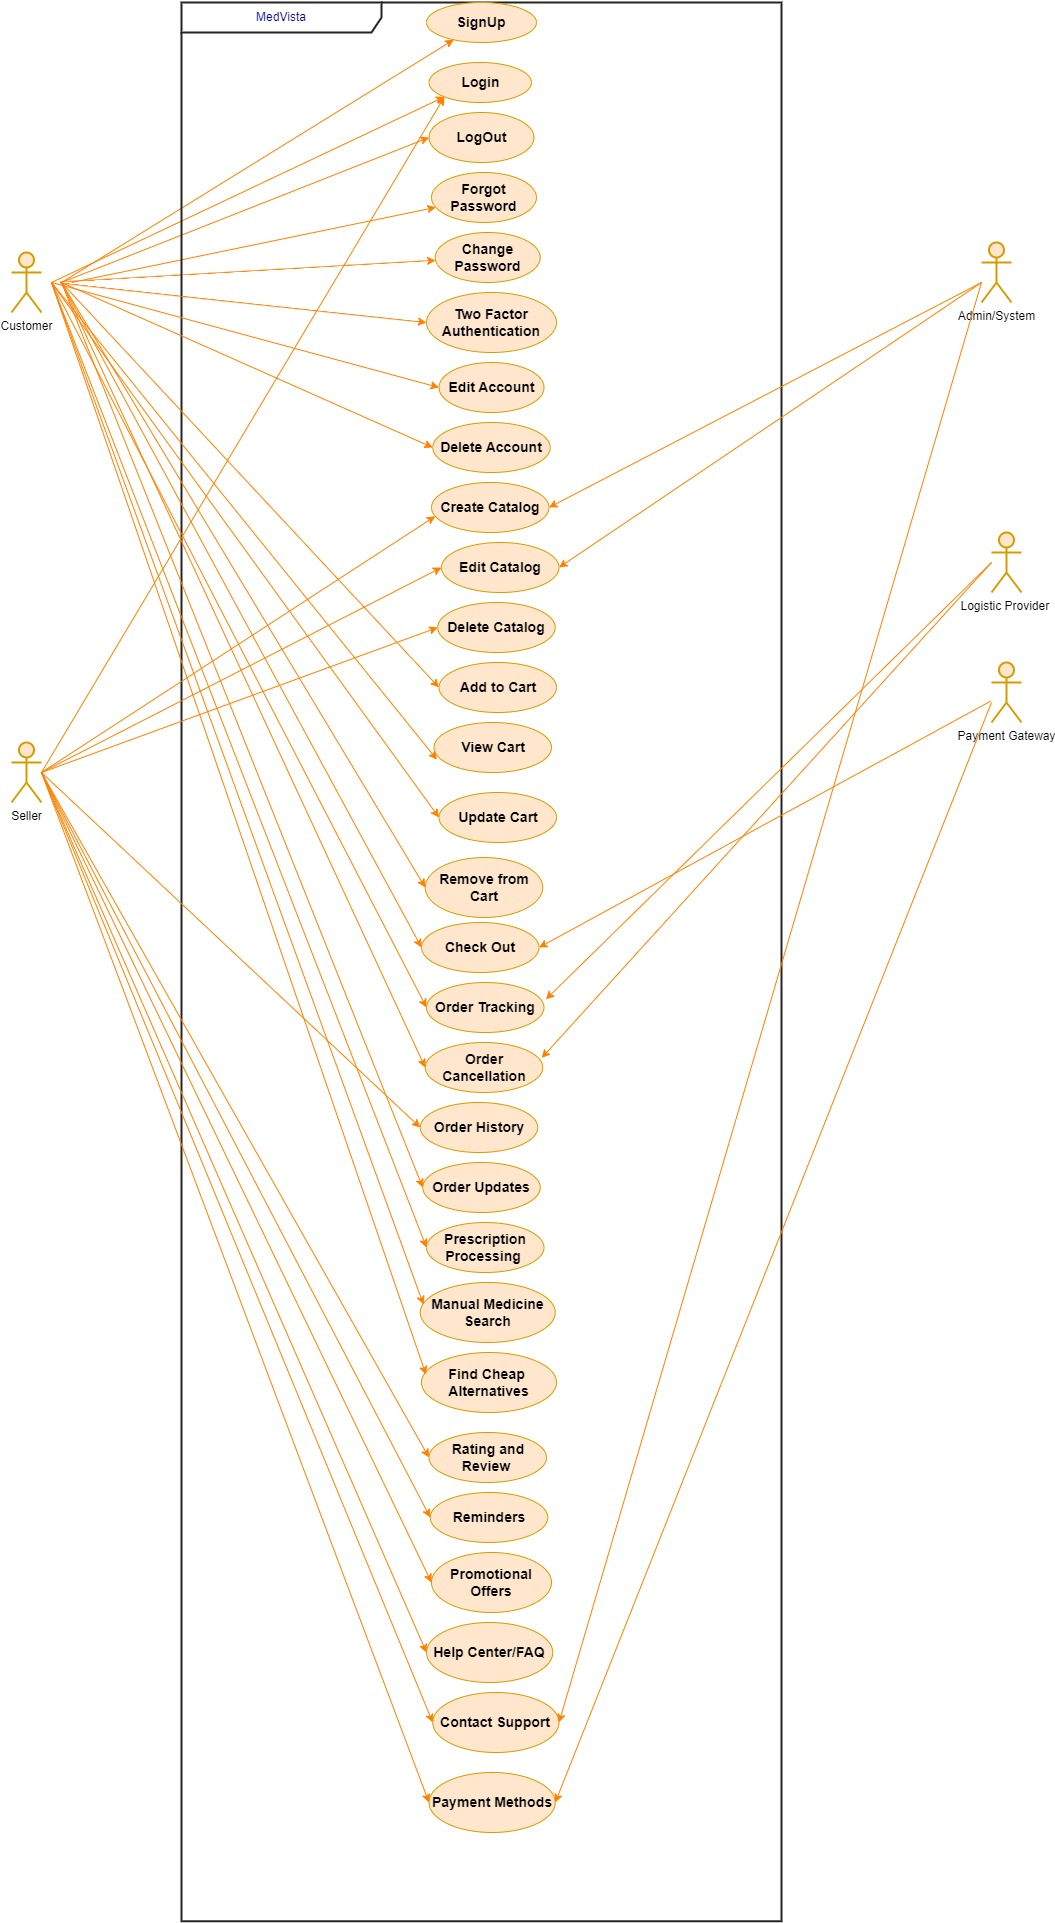 MedVista
SignUp
Login
LogOut
Forgot
Password
Change
Password
Two Factor
Authentication
Edit Account
Delete Account
Create Catalog
Edit Catalog
Delete Catalog
Add to Cart
View Cart
Update Cart
Remove from
Cart
Check Out
Order Tracking
Order
Cancellation
Order History
Order Updates
Prescription
Processing
Manual Medicine
Search
Find Cheap
Alternatives
Rating and
Review
Reminders
Promotional
Offers
Help Center/FAQ
Contact Support
Payment Methods
Customer
Seller
Admin/System
Logistic Provider
Payment Gateway